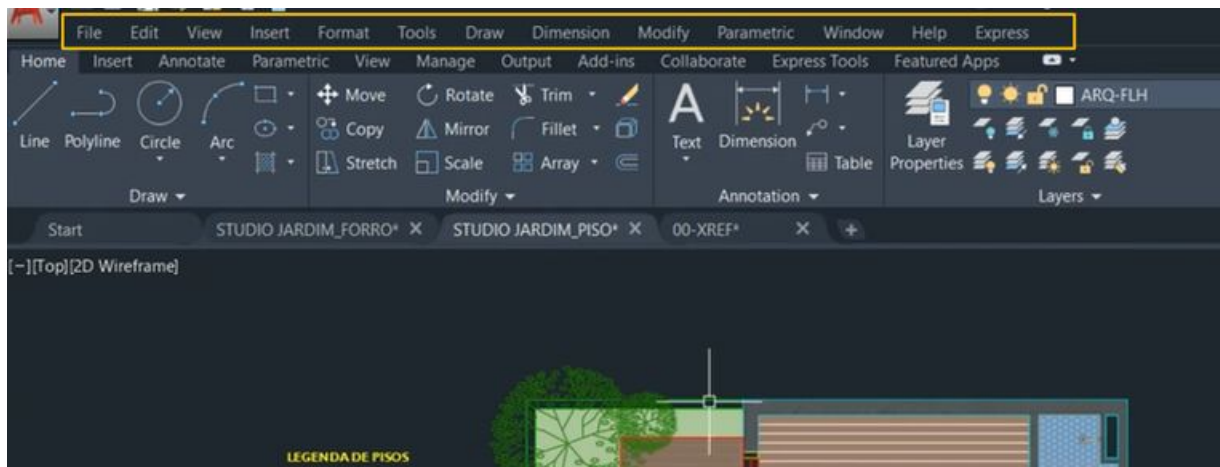 File Edit View Insert Format Tools Draw Dimension Modify Parametric Window Help Express
Home Insert Annotate Parametric View Manage Output Add-ins Collaborate Express Tools Featured Apps
Move Rotate Trim ARQ-FLH
Copy Mirror Fillet
Line Polyline Circle Arc Text Dimension Layer
Stretch Scale Array Table Properties
Draw Modify Annotation Layers
Start STUDIO JARDIM_FORRO* STUDIO JARDIM_PISO* 00-XREF*
[−][Top][2D Wireframe]
LEGENDA DE PISOS